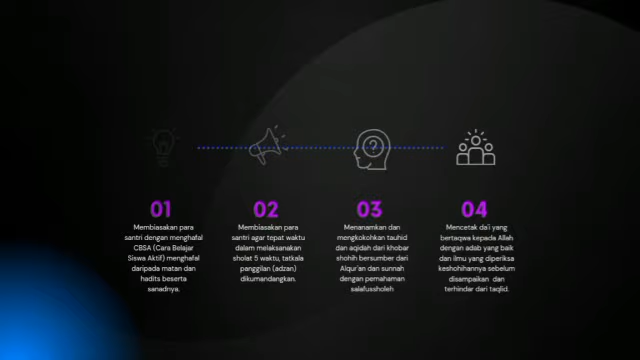 01
Membiasakan para
santri dengan menghafal
CBSA (Cara Belajar
Siswa Aktif) menghafal
daripada matan dan
hadits beserta
sanadnya.
02
Membiasakan para
santri agar tepat waktu
dalam melaksanakan
sholat 5 waktu, tatkala
panggilan (adzan)
dikumandangkan.
03
Menanamkan dan
mengkokohkan tauhid
dan aqidah dari khobar
shohih bersumber dari
Alqur'an dan sunnah
dengan pemahaman
salafussholeh
04
Mencetak da'i yang
bertaqwa kepada Allah
dengan adab yang baik
dan ilmu yang diperiksa
keshohihannya sebelum
disampaikan dan
terhindar dari taqlid.